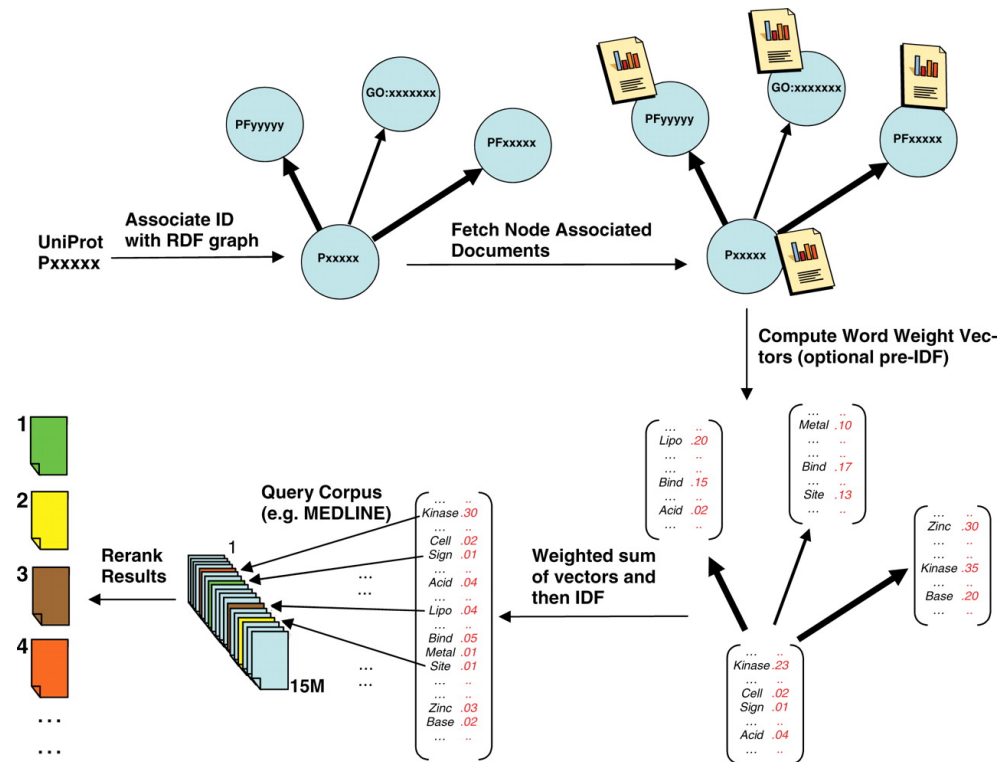 GO:xxxxxxx
PFyyyyy
PFxxxxx
UniProt
Pxxxxx
Associate ID
with RDF graph
Pxxxxx
Fetch Node Associated
Documents
GO:xxxxxxx
PFyyyyy
PFxxxxx
Pxxxxx
Compute Word Weight Vec-
tors (optional pre-IDF)
... ..
Lipo .20
... ..
... ..
Bind .15
... ..
Acid .02
... ..
... ..
Metal .10
... ..
... ..
Bind .17
... ..
Site .13
... ..
... ..
Zinc .30
... ..
Kinase .35
... ..
Base .20
... ..
... ..
Kinase .23
... ..
Cell .02
Sign .01
... ..
Acid .04
... ..
Weighted sum
of vectors and
then IDF
Query Corpus
(e.g. MEDLINE)
... ..
Kinase .30
... ..
Cell .02
Sign .01
... ..
Acid .04
... ..
Lipo .04
... ..
Bind .05
Metal .01
Site .01
... ..
... ..
Zinc .03
Base .02
... ..
...
...
...
...
1
15M
Rerank
Results
1
2
3
4
...
...